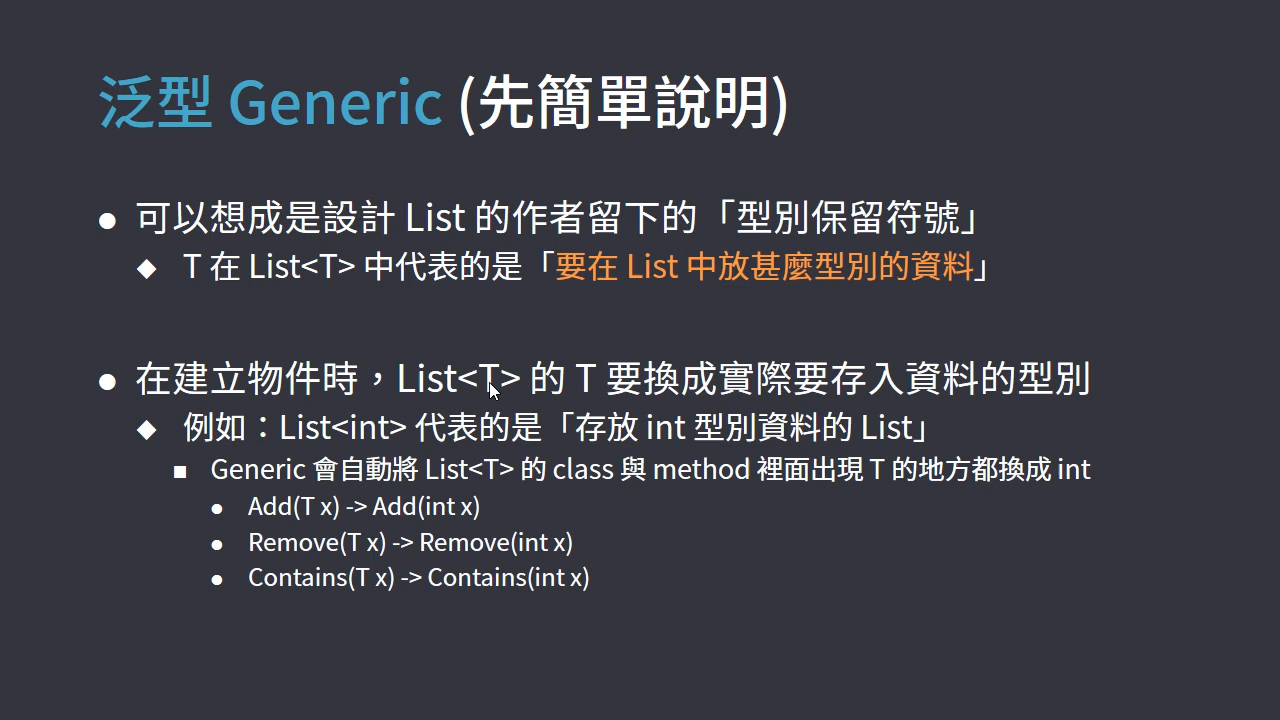 泛型 Generic (先簡單說明)
● 可以想成是設計 List 的作者留下的「型別保留符號」
◆ T 在 List<T> 中代表的是「要在 List 中放甚麼型別的資料」
● 在建立物件時，List<T> 的 T 要換成實際要存入資料的型別
◆ 例如：List<int> 代表的是「存放 int 型別資料的 List」
■ Generic 會自動將 List<T> 的 class 與 method 裡面出現 T 的地方都換成 int
● Add(T x) -> Add(int x)
● Remove(T x) -> Remove(int x)
● Contains(T x) -> Contains(int x)